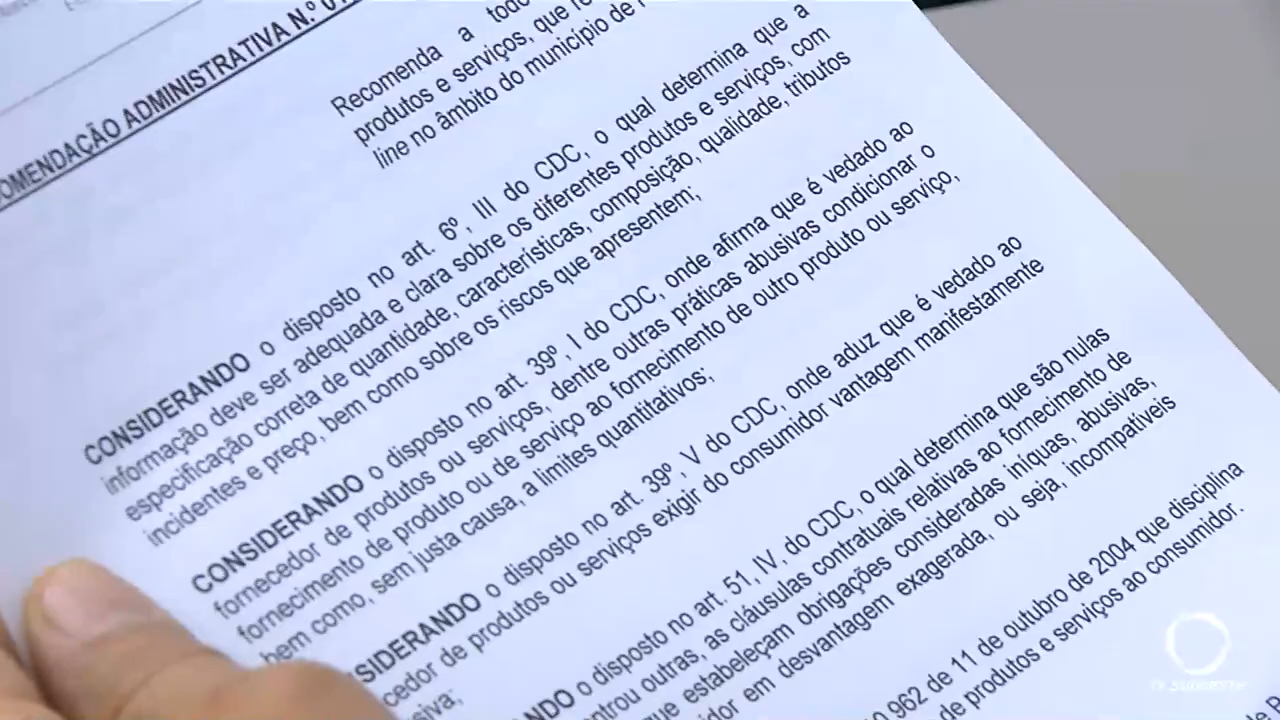 OMENDAÇÃO ADMINISTRATIVA N.º 01
Recomenda a todo
produtos e serviços, que
line no âmbito do município de
CONSIDERANDO o disposto no art. 6º, III do CDC, o qual determina que a
informação deve ser adequada e clara sobre os diferentes produtos e serviços, com
especificação correta de quantidade, características, composição, qualidade, tributos
incidentes e preço, bem como sobre os riscos que apresentem;
CONSIDERANDO o disposto no art. 39º, I do CDC, onde afirma que é vedado ao
fornecedor de produtos ou serviços, dentre outras práticas abusivas condicionar o
fornecimento de produto ou de serviço ao fornecimento de outro produto ou serviço,
bem como, sem justa causa, a limites quantitativos;
SIDERANDO o disposto no art. 39º, V do CDC, onde aduz que é vedado ao
cedor de produtos ou serviços exigir do consumidor vantagem manifestamente
siva;
NDO o disposto no art. 51, IV, do CDC, o qual determina que são nulas
ntrou outras, as cláusulas contratuais relativas ao fornecimento de
que estabeleçam obrigações consideradas iníquas, abusivas,
idor em desvantagem exagerada, ou seja, incompatíveis
962 de 11 de outubro de 2004 que disciplina
de produtos e serviços ao consumidor.
TV SUDOESTE